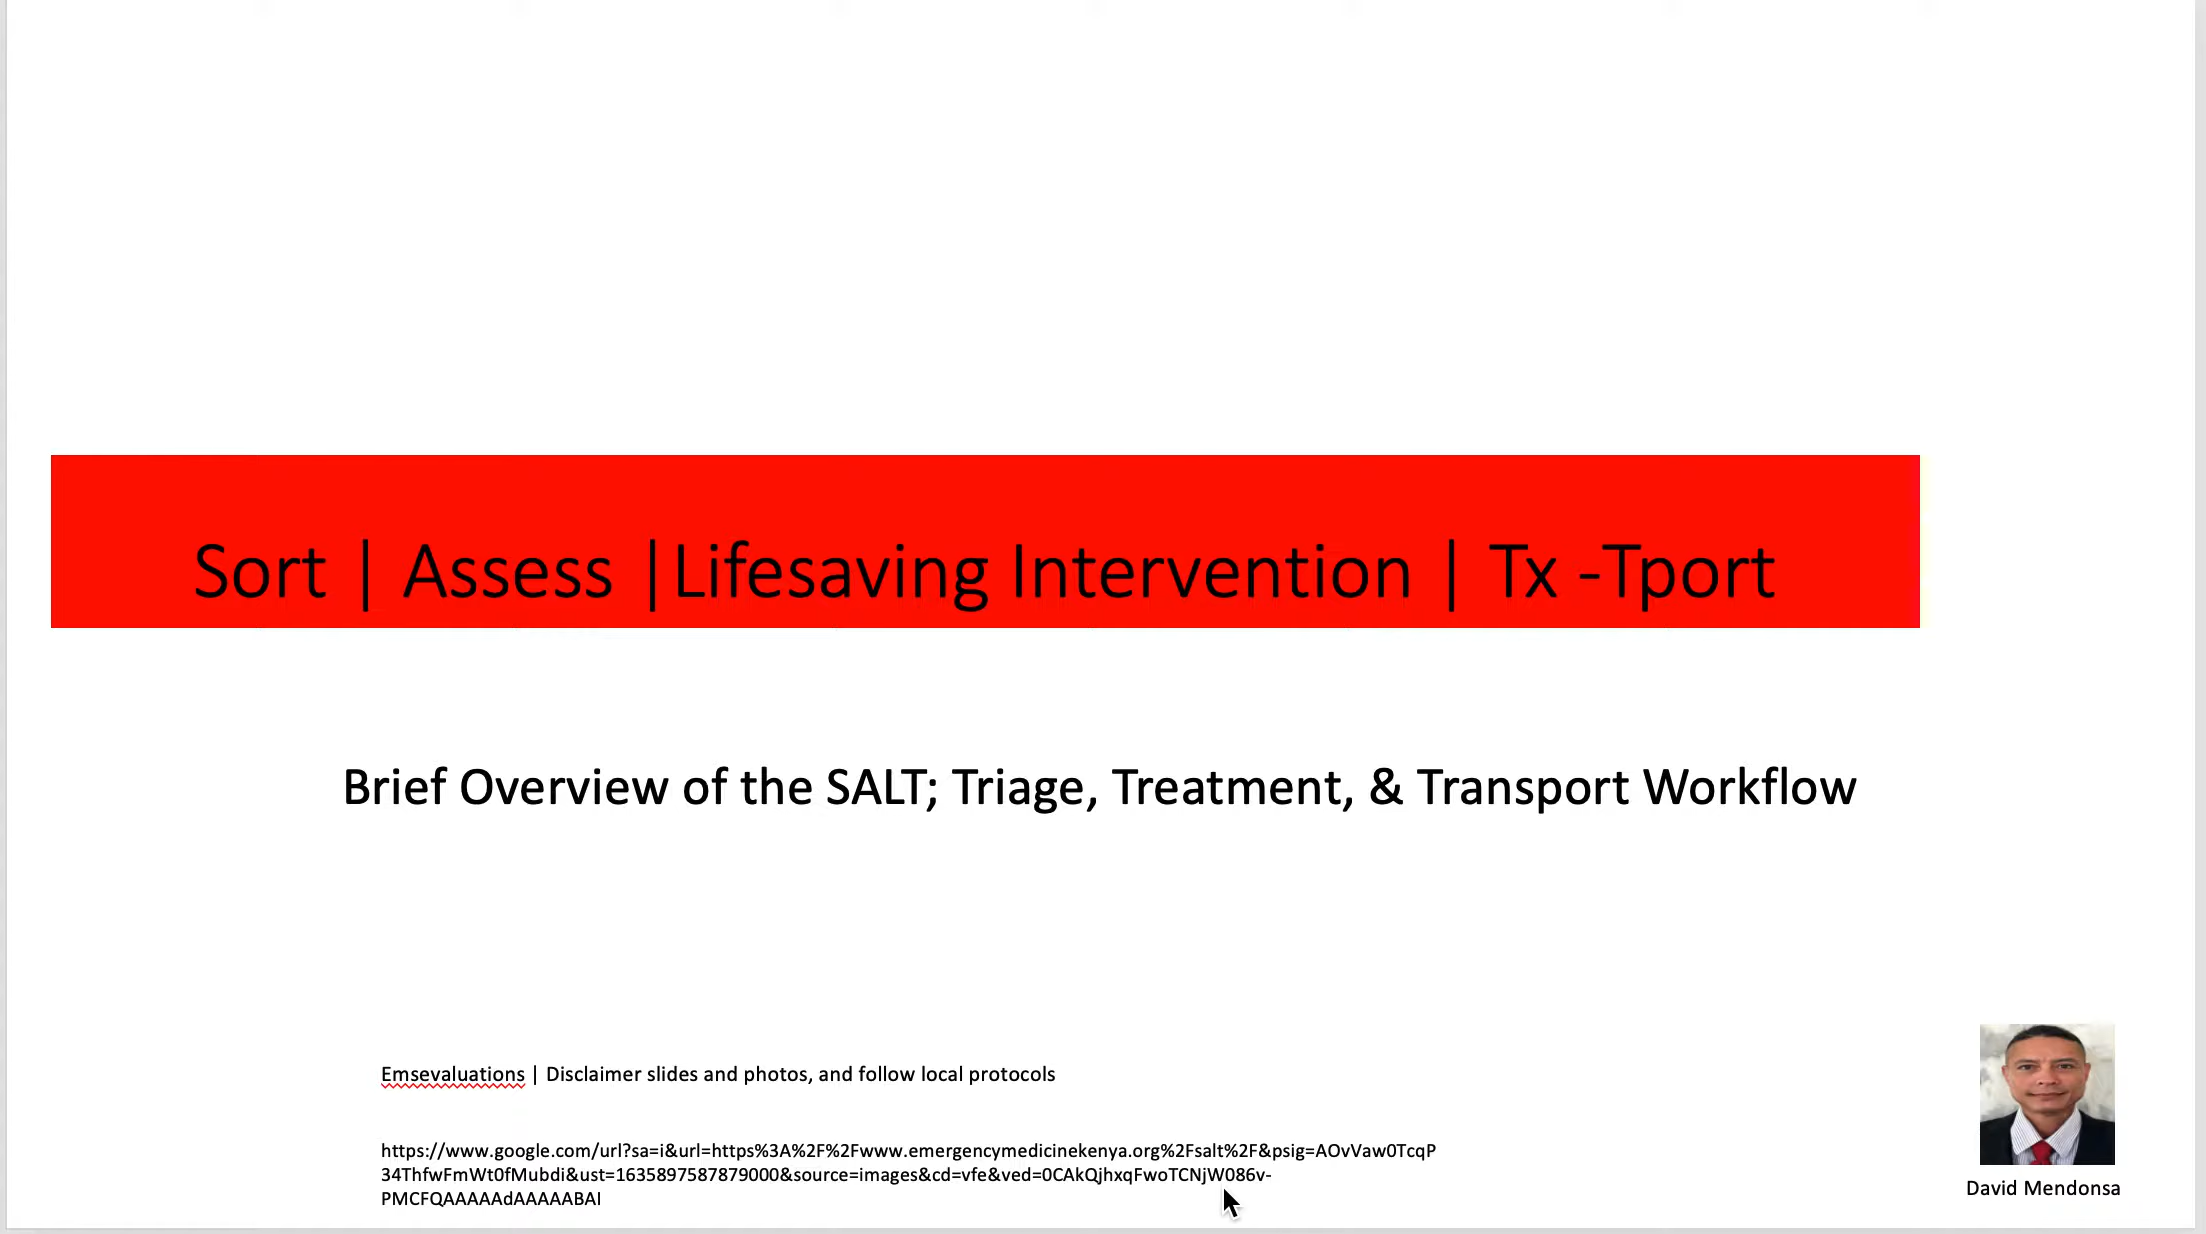 Sort | Assess |Lifesaving Intervention | Tx -Tport
Brief Overview of the SALT; Triage, Treatment, & Transport Workflow
Emsevaluations | Disclaimer slides and photos, and follow local protocols
https://www.google.com/url?sa=i&url=https%3A%2F%2Fwww.emergencymedicinekenya.org%2Fsalt%2F&psig=AOvVaw0TcqP
34ThfwFmWt0fMubdi&ust=1635897587879000&source=images&cd=vfe&ved=0CAkQjhxqFwoTCNjW086v-
PMCFQAAAAAdAAAAABAI
David Mendonsa